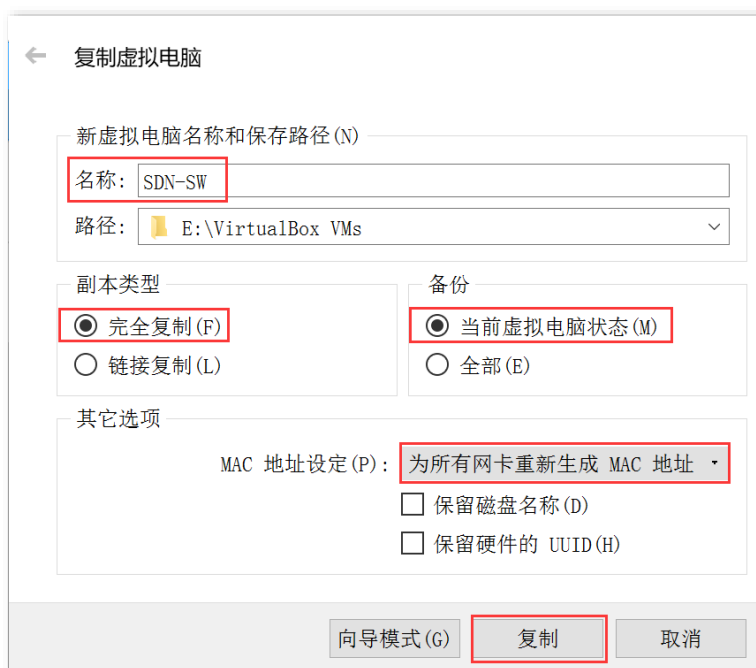 复制虚拟电脑
新虚拟电脑名称和保存路径(N)
名称: SDN-SW
路径: E:\VirtualBox VMs
副本类型
备份
完全复制(F)
当前虚拟电脑状态(M)
链接复制(L)
全部(E)
其它选项
MAC 地址设定(P): 为所有网卡重新生成 MAC 地址
保留磁盘名称(D)
保留硬件的 UUID(H)
向导模式(G)
复制
取消